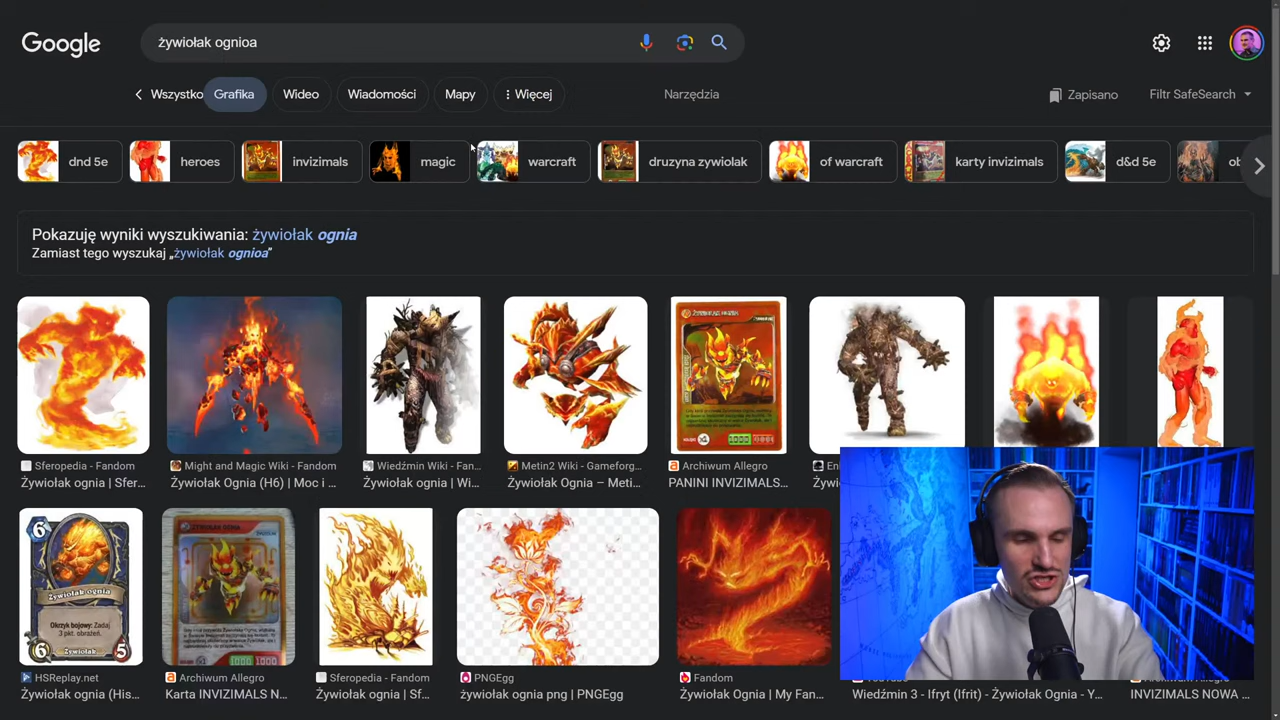 Google
żywiołak ognioa
Wszystko
Grafika
Wideo
Wiadomości
Mapy
Więcej
Narzędzia
Zapisano
Filtr SafeSearch
dnd 5e
heroes
invizimals
magic
warcraft
druzyna zywiolak
of warcraft
karty invizimals
d&d 5e
ob
Pokazuję wyniki wyszukiwania: żywiołak ognia
Zamiast tego wyszukaj „żywiołak ognioa”
Sferopedia - Fandom
Żywiołak ognia | Sfer...
Might and Magic Wiki - Fandom
Żywiołak Ognia (H6) | Moc i ...
Wiedźmin Wiki - Fan...
Żywiołak ognia | Wi...
Metin2 Wiki - Gameforg...
Żywiołak Ognia – Meti...
Archiwum Allegro
PANINI INVIZIMALS...
6
Żywiołak ognia
Okrzyk bojowy: Zadaj
3 pkt. obrażeń.
Żywiołak
6
5
HSReplay.net
Żywiołak ognia (His...
Archiwum Allegro
Karta INVIZIMALS N...
Sferopedia - Fandom
Żywiołak ognia | Sf...
PNGEgg
żywiołak ognia png | PNGEgg
Fandom
Żywiołak Ognia | My Fan...
Wiedźmin 3 - Ifryt (Ifrit) - Żywiołak Ognia - Y...
INVIZIMALS NOWA ...